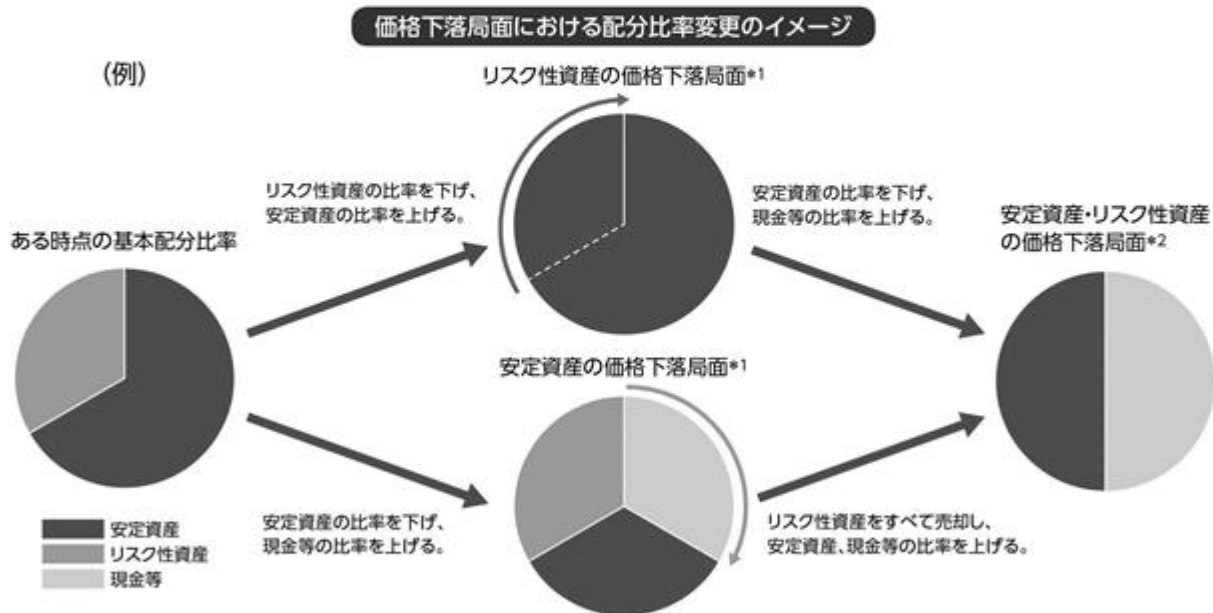 価格下落局面における配分比率変更のイメージ
(例)
リスク性資産の価格下落局面*1
リスク性資産の比率を下げ、
安定資産の比率を上げる。
安定資産の比率を下げ、
現金等の比率を上げる。
ある時点の基本配分比率
安定資産・リスク性資産
の価格下落局面*2
安定資産の価格下落局面*1
安定資産の比率を下げ、
現金等の比率を上げる。
リスク性資産をすべて売却し、
安定資産、現金等の比率を上げる。
安定資産
リスク性資産
現金等